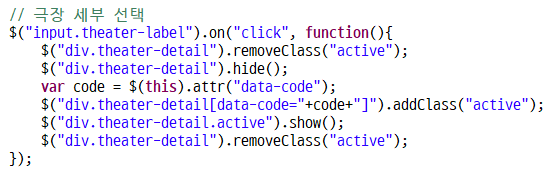 // 극장 세부 선택
$("input.theater-label").on("click", function(){
    $("div.theater-detail").removeClass("active");
    $("div.theater-detail").hide();
    var code = $(this).attr("data-code");
    $("div.theater-detail[data-code="+code+"]").addClass("active");
    $("div.theater-detail.active").show();
    $("div.theater-detail").removeClass("active");
});